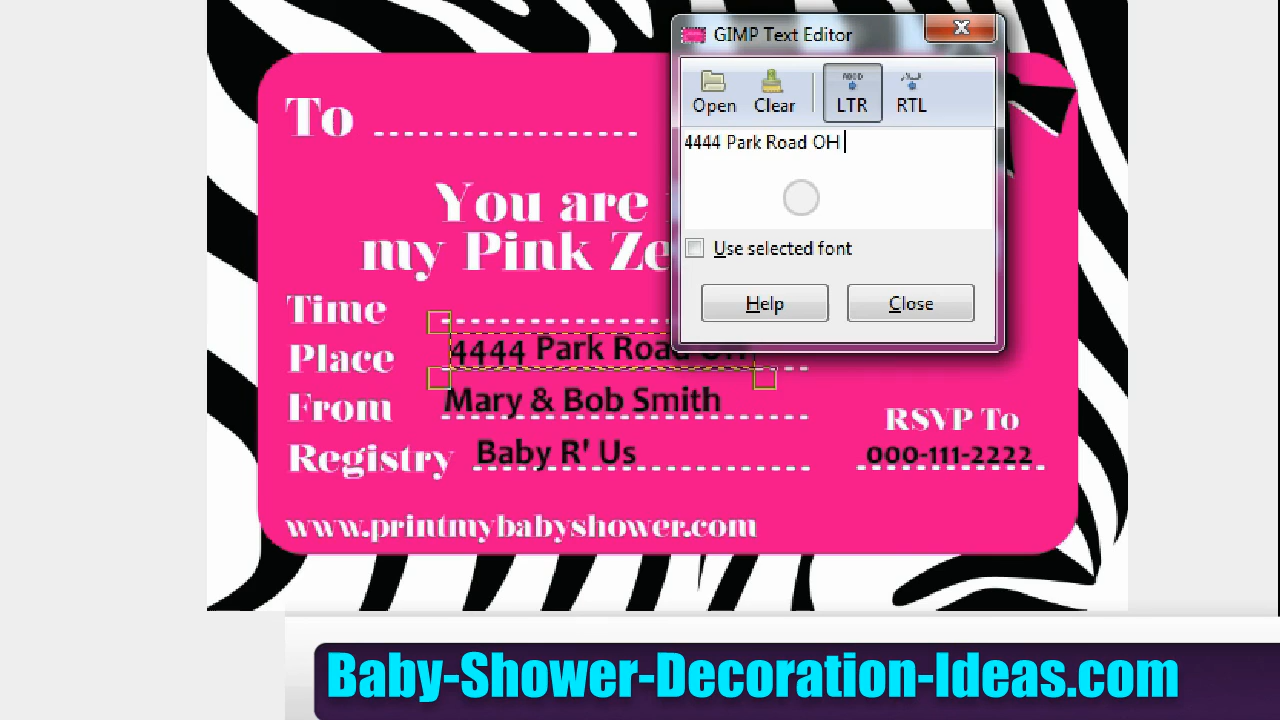 GIMP Text Editor
Open Clear LTR RTL
4444 Park Road OH
Use selected font
Help Close
To
You are
my Pink Ze
Time
Place 4444 Park Road OH
From Mary & Bob Smith
Registry Baby R' Us
RSVP To
000-111-2222
www.printmybabyshower.com
Baby-Shower-Decoration-Ideas.com